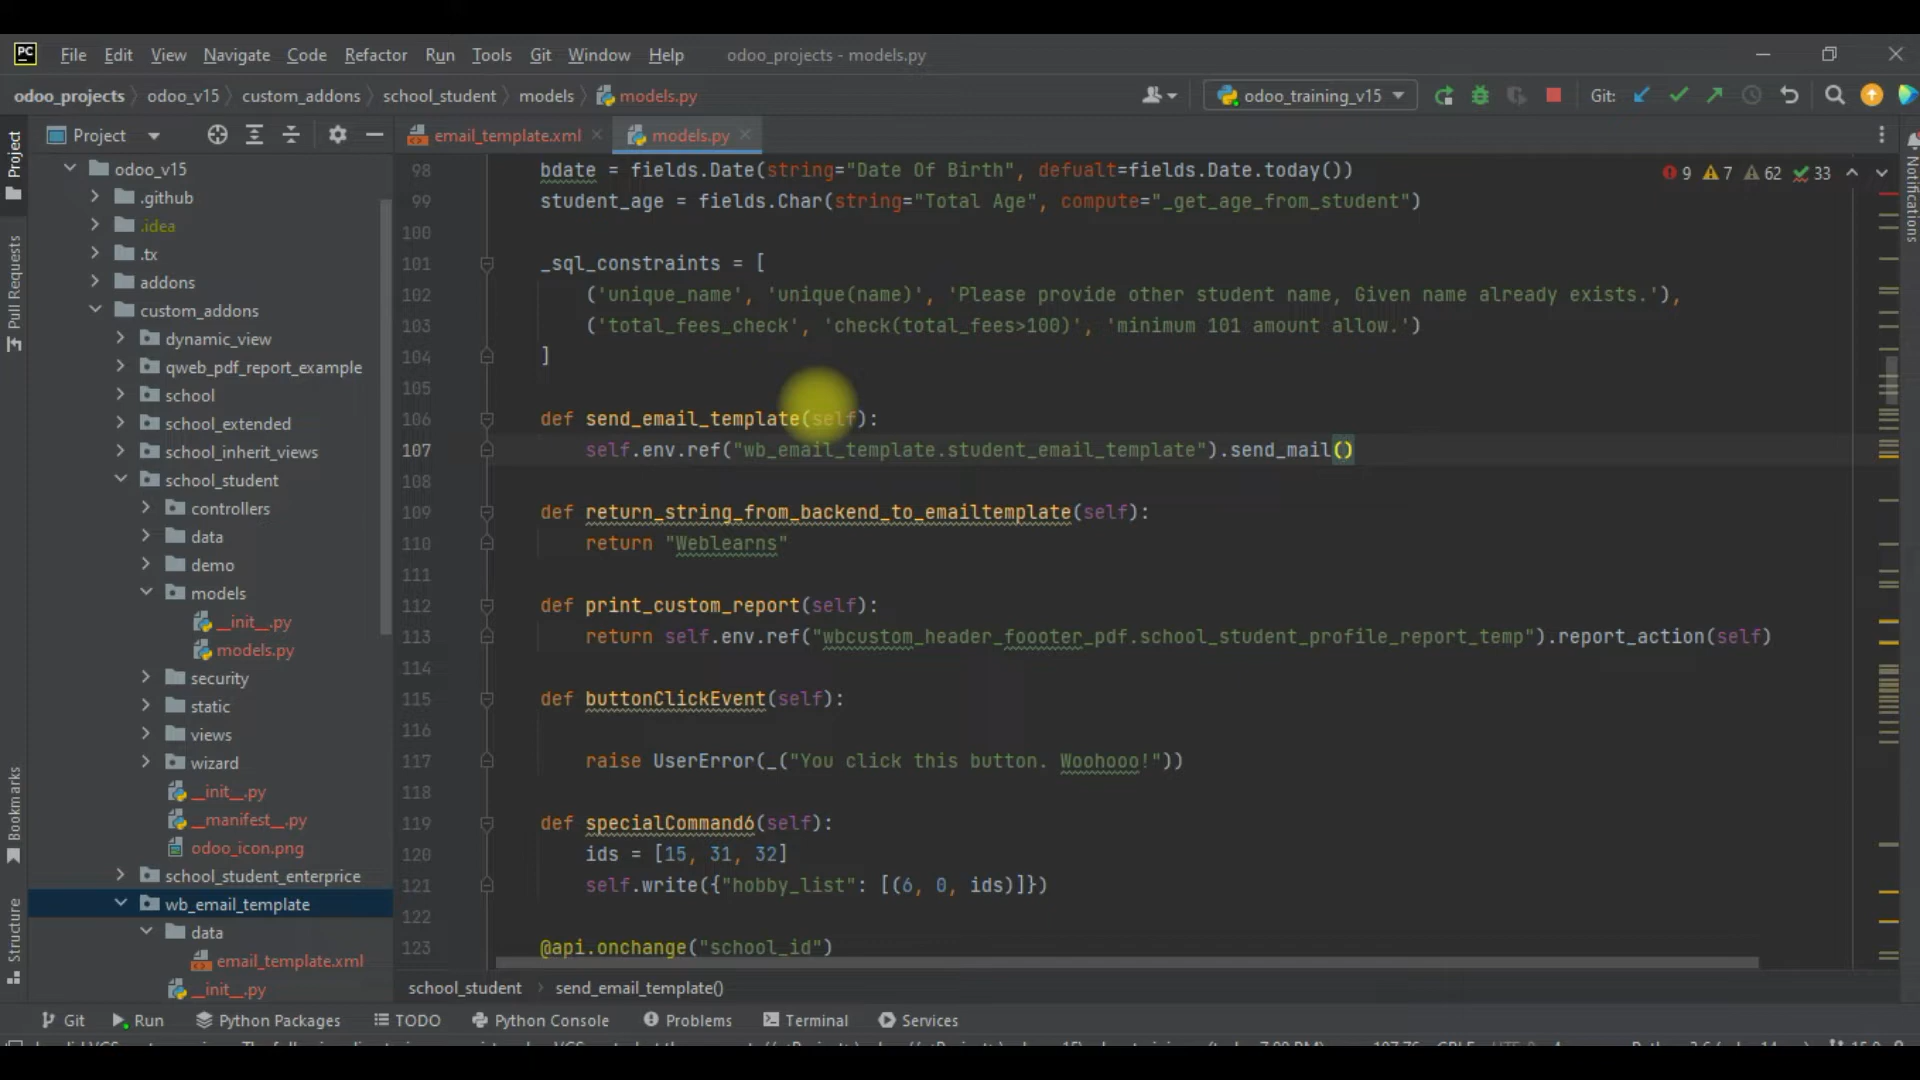 PC File Edit View Navigate Code Refactor Run Tools Git Window Help odoo_projects - models.py
odoo_projects odoo_v15 custom_addons school_student models models.py odoo_training_v15 Git:
Project email_template.xml models.py
Project
Pull Requests
Bookmarks
Structure
Notifications
odoo_v15
.github
.idea
.tx
addons
custom_addons
dynamic_view
qweb_pdf_report_example
school
school_extended
school_inherit_views
school_student
controllers
data
demo
models
__init__.py
models.py
security
static
views
wizard
__init__.py
__manifest__.py
odoo_icon.png
school_student_enterprice
wb_email_template
data
email_template.xml
__init__.py
9 7 62 33
98 bdate = fields.Date(string="Date Of Birth", defualt=fields.Date.today())
99 student_age = fields.Char(string="Total Age", compute="_get_age_from_student")
100
101 _sql_constraints = [
102 ('unique_name', 'unique(name)', 'Please provide other student name, Given name already exists.'),
103 ('total_fees_check', 'check(total_fees>100)', 'minimum 101 amount allow.')
104 ]
105
106 def send_email_template(self):
107 self.env.ref("wb_email_template.student_email_template").send_mail()
108
109 def return_string_from_backend_to_emailtemplate(self):
110 return "Weblearns"
111
112 def print_custom_report(self):
113 return self.env.ref("wbcustom_header_foooter_pdf.school_student_profile_report_temp").report_action(self)
114
115 def buttonClickEvent(self):
116
117 raise UserError(_("You click this button. Woohooo!"))
118
119 def specialCommand6(self):
120 ids = [15, 31, 32]
121 self.write({"hobby_list": [(6, 0, ids)]})
122
123 @api.onchange("school_id")
school_student send_email_template()
Git Run Python Packages TODO Python Console Problems Terminal Services